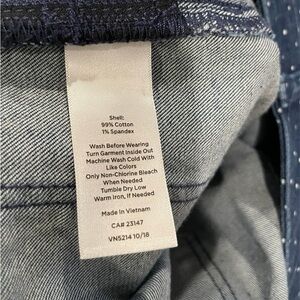 Shell:
99% Cotton
1% Spandex
Wash Before Wearing
Turn Garment Inside Out
Machine Wash Cold With
Like Colors
Only Non-Chlorine Bleach
When Needed
Tumble Dry Low
Warm Iron, If Needed
Made In Vietnam
CA# 23147
VN5214 10/18